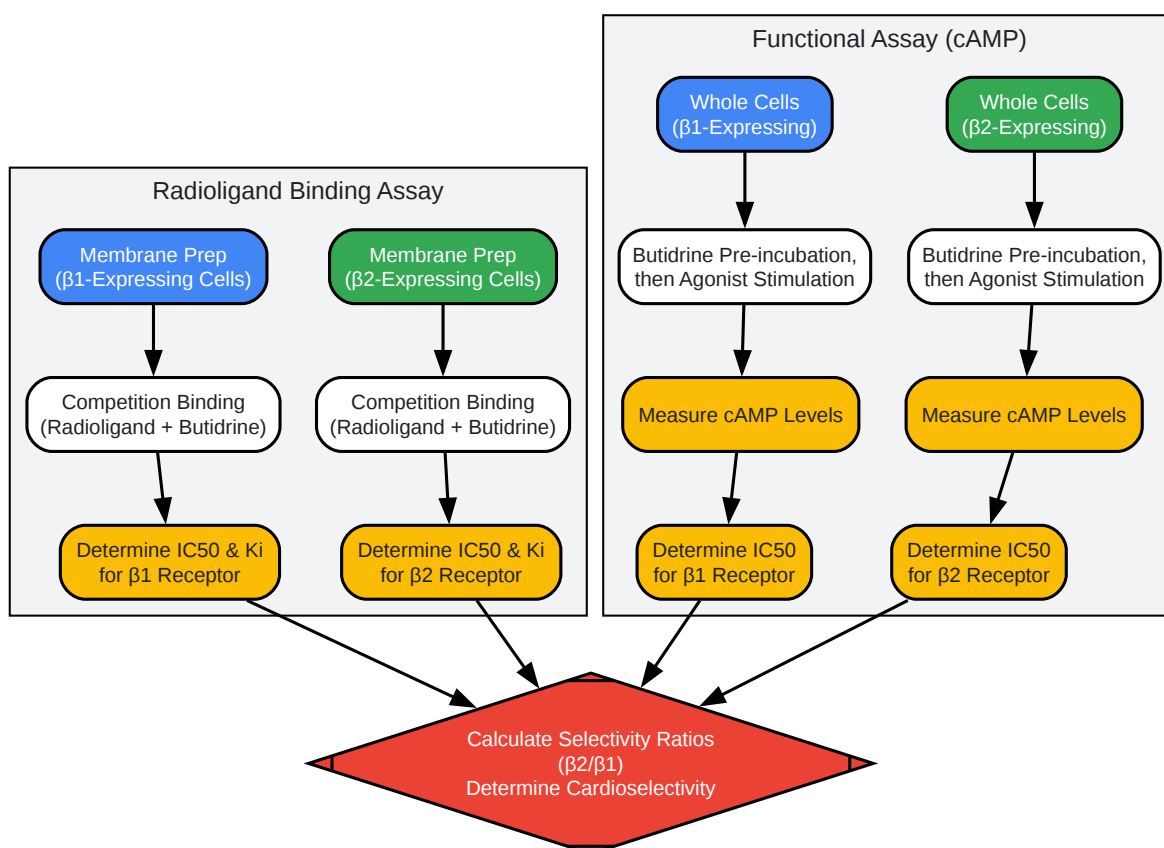 Functional Assay (cAMP)
Whole Cells
(β1-Expressing)
Whole Cells
(β2-Expressing)
Radioligand Binding Assay
Membrane Prep
(β1-Expressing Cells)
Membrane Prep
(β2-Expressing Cells)
Butidrine Pre-incubation,
then Agonist Stimulation
Butidrine Pre-incubation,
then Agonist Stimulation
Competition Binding
(Radioligand + Butidrine)
Competition Binding
(Radioligand + Butidrine)
Measure cAMP Levels
Measure cAMP Levels
Determine IC50 & Ki
for β1 Receptor
Determine IC50 & Ki
for β2 Receptor
Determine IC50
for β1 Receptor
Determine IC50
for β2 Receptor
Calculate Selectivity Ratios
(β2/β1)
Determine Cardioselectivity